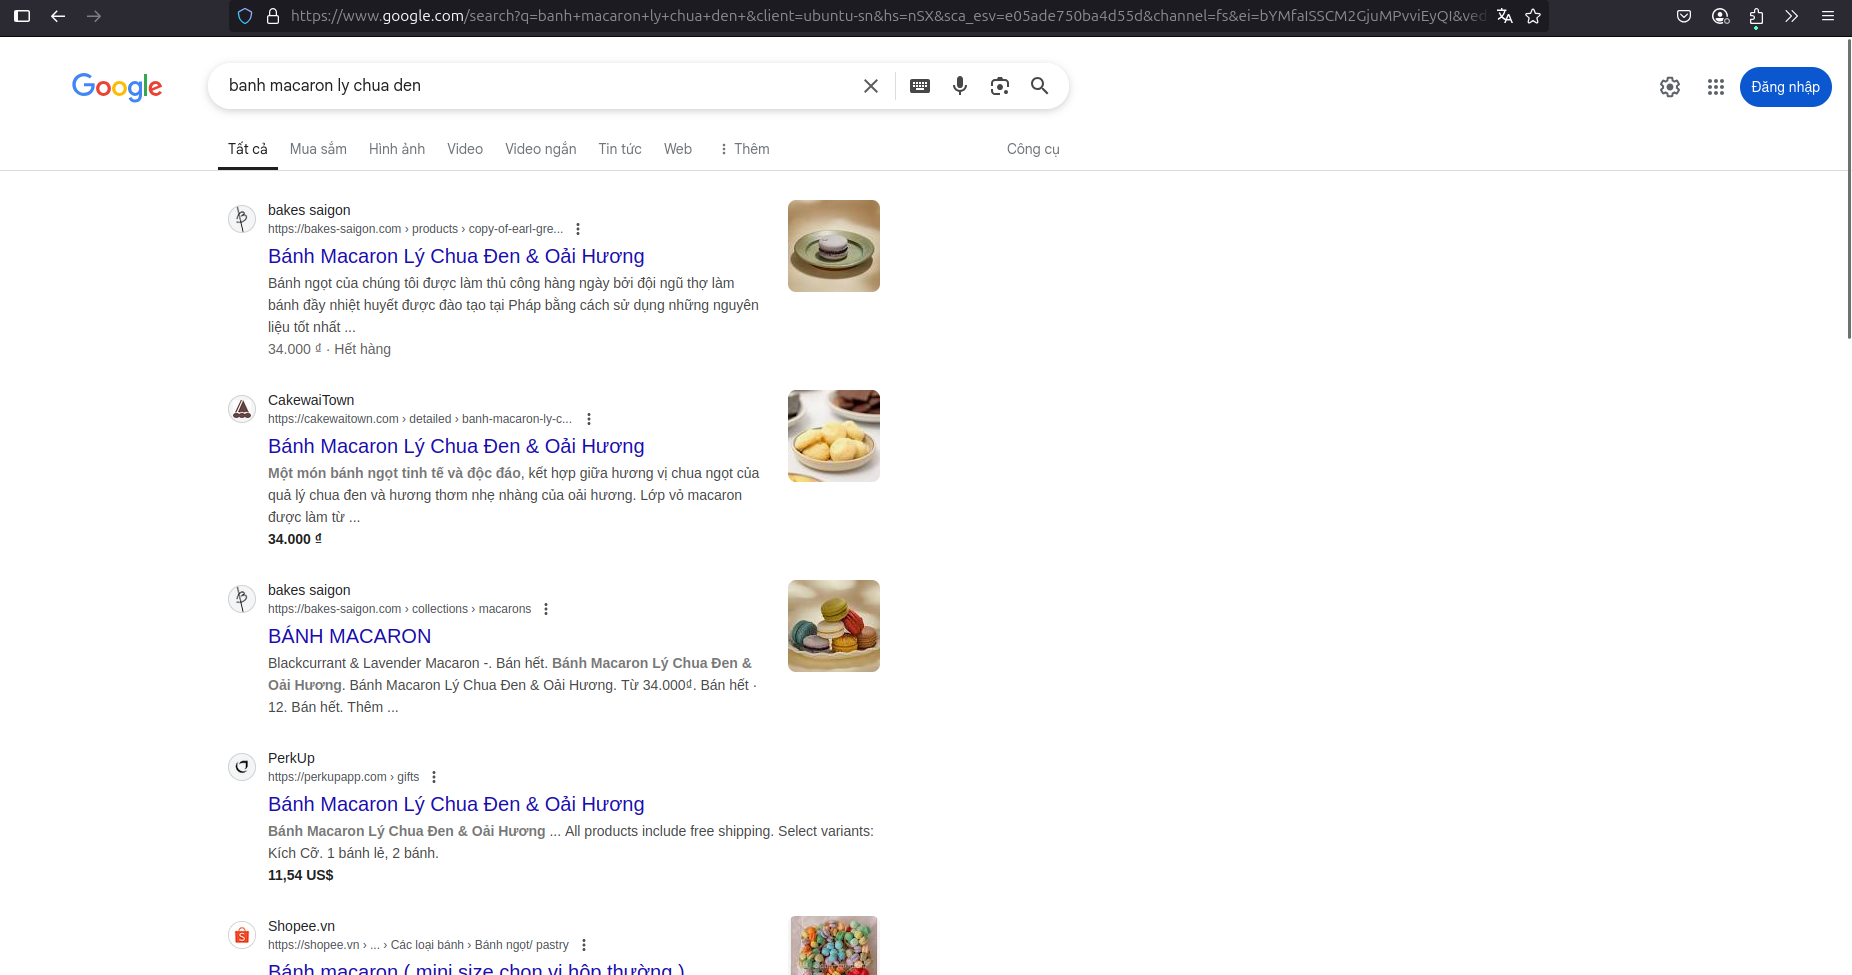 https://www.google.com/search?q=banh+macaron+ly+chua+den+&client=ubuntu-sn&hs=nSX&sca_esv=e05ade750ba4d55d&channel=fs&ei=bYMfaISSCM2GjuMPvviEyQI&ved
Google
banh macaron ly chua den
Đăng nhập
Tất cả Mua sắm Hình ảnh Video Video ngắn Tin tức Web Thêm Công cụ
bakes saigon
https://bakes-saigon.com › products › copy-of-earl-gre...
Bánh Macaron Lý Chua Đen & Oải Hương
Bánh ngọt của chúng tôi được làm thủ công hàng ngày bởi đội ngũ thợ làm
bánh đầy nhiệt huyết được đào tạo tại Pháp bằng cách sử dụng những nguyên
liệu tốt nhất ...
34.000 ₫ · Hết hàng
CakewaiTown
https://cakewaitown.com › detailed › banh-macaron-ly-c...
Bánh Macaron Lý Chua Đen & Oải Hương
Một món bánh ngọt tinh tế và độc đáo, kết hợp giữa hương vị chua ngọt của
quả lý chua đen và hương thơm nhẹ nhàng của oải hương. Lớp vỏ macaron
được làm từ ...
34.000 ₫
bakes saigon
https://bakes-saigon.com › collections › macarons
BÁNH MACARON
Blackcurrant & Lavender Macaron -. Bán hết. Bánh Macaron Lý Chua Đen &
Oải Hương. Bánh Macaron Lý Chua Đen & Oải Hương. Từ 34.000₫. Bán hết ·
12. Bán hết. Thêm ...
PerkUp
https://perkupapp.com › gifts
Bánh Macaron Lý Chua Đen & Oải Hương
Bánh Macaron Lý Chua Đen & Oải Hương ... All products include free shipping. Select variants:
Kích Cỡ. 1 bánh lẻ, 2 bánh.
11,54 US$
Shopee.vn
https://shopee.vn › ... › Các loại bánh › Bánh ngọt/ pastry
Bánh macaron ( mini size chọn vị hộp thường )